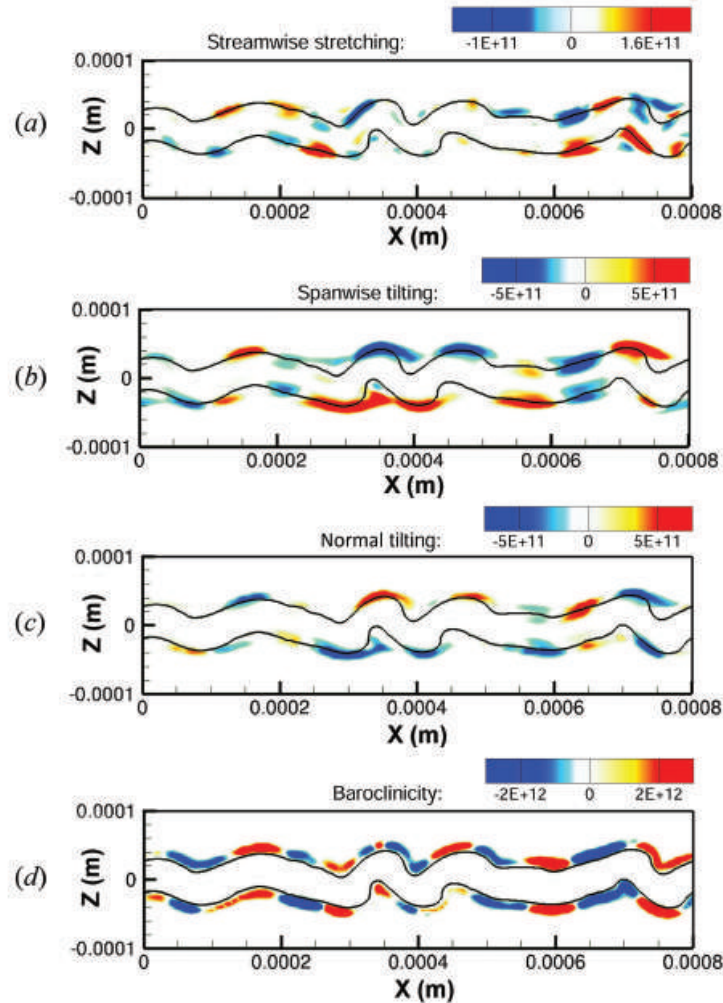 Streamwise stretching:
-1E+11 0 1.6E+11
(a)
Z (m)
0.0001
0
-0.0001
0 0.0002 0.0004 0.0006 0.0008
X (m)
Spanwise tilting:
-5E+11 0 5E+11
(b)
Z (m)
0.0001
0
-0.0001
0 0.0002 0.0004 0.0006 0.0008
X (m)
Normal tilting:
-5E+11 0 5E+11
(c)
Z (m)
0.0001
0
-0.0001
0 0.0002 0.0004 0.0006 0.0008
X (m)
Baroclinicity:
-2E+12 0 2E+12
(d)
Z (m)
0.0001
0
-0.0001
0 0.0002 0.0004 0.0006 0.0008
X (m)